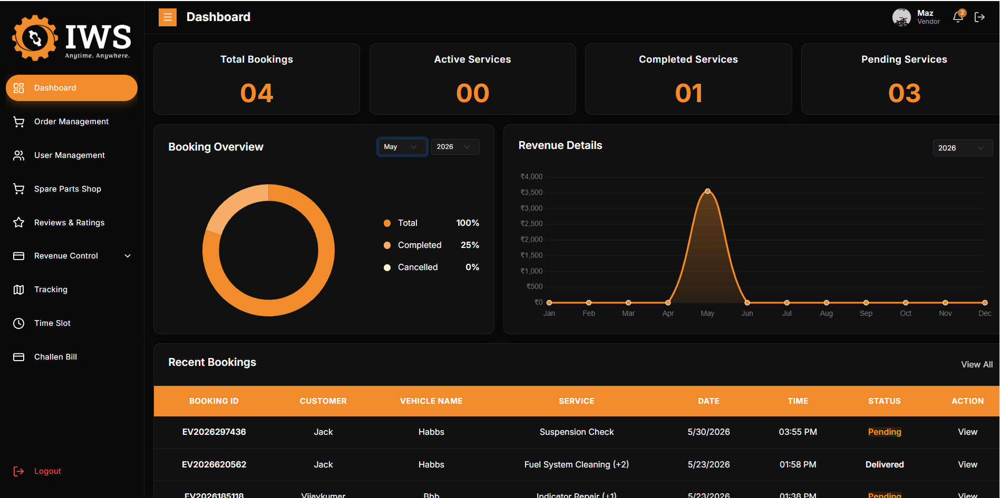 IWS
Anytime. Anywhere.
Dashboard
Order Management
User Management
Spare Parts Shop
Reviews & Ratings
Revenue Control
Tracking
Time Slot
Challen Bill
Logout
Dashboard
Maz
Vendor
2
Total Bookings
04
Active Services
00
Completed Services
01
Pending Services
03
Booking Overview
May
2026
Total 100%
Completed 25%
Cancelled 0%
Revenue Details
2026
₹4,000
₹3,500
₹3,000
₹2,500
₹2,000
₹1,500
₹1,000
₹500
₹0
Jan Feb Mar Apr May Jun Jul Aug Sep Oct Nov Dec
Recent Bookings
View All
BOOKING ID CUSTOMER VEHICLE NAME SERVICE DATE TIME STATUS ACTION
EV2026297436 Jack Habbs Suspension Check 5/30/2026 03:55 PM Pending View
EV2026620562 Jack Habbs Fuel System Cleaning (+2) 5/23/2026 01:58 PM Delivered View
EV2026185118 Vijaykumar Bbb Indicator Repair (+1) 5/23/2026 01:38 PM Pending View